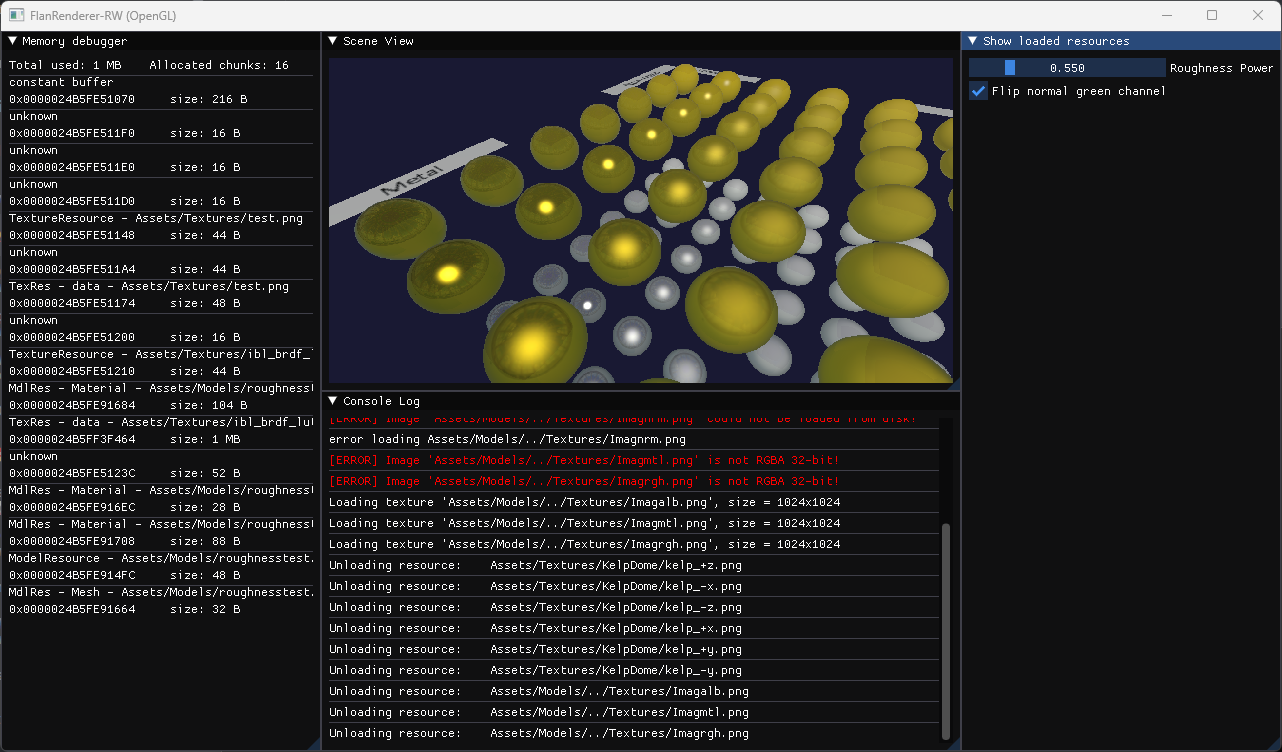 FlanRenderer-RW (OpenGL)
Memory debugger
Total used: 1 MB Allocated chunks: 16
constant buffer
0x0000024B5FE51070 size: 216 B
unknown
0x0000024B5FE511F0 size: 16 B
unknown
0x0000024B5FE511E0 size: 16 B
unknown
0x0000024B5FE511D0 size: 16 B
TextureResource - Assets/Textures/test.png
0x0000024B5FE51148 size: 44 B
unknown
0x0000024B5FE511A4 size: 44 B
TexRes - data - Assets/Textures/test.png
0x0000024B5FE51174 size: 48 B
unknown
0x0000024B5FE51200 size: 16 B
TextureResource - Assets/Textures/ibl_brdf_
0x0000024B5FE51210 size: 44 B
MdlRes - Material - Assets/Models/roughness
0x0000024B5FE91684 size: 104 B
TexRes - data - Assets/Textures/ibl_brdf_lu
0x0000024B5FF3F464 size: 1 MB
unknown
0x0000024B5FE5123C size: 52 B
MdlRes - Material - Assets/Models/roughness
0x0000024B5FE916EC size: 28 B
MdlRes - Material - Assets/Models/roughness
0x0000024B5FE91708 size: 88 B
ModelResource - Assets/Models/roughnesstest.
0x0000024B5FE914FC size: 48 B
MdlRes - Mesh - Assets/Models/roughnesstest.
0x0000024B5FE91664 size: 32 B
Scene View
Metal
Console Log
[ERROR] Image 'Assets/Models/../Textures/Imagnrm.png' could not be loaded from disk!
error loading Assets/Models/../Textures/Imagnrm.png
[ERROR] Image 'Assets/Models/../Textures/Imagmtl.png' is not RGBA 32-bit!
[ERROR] Image 'Assets/Models/../Textures/Imagrgh.png' is not RGBA 32-bit!
Loading texture 'Assets/Models/../Textures/Imagalb.png', size = 1024x1024
Loading texture 'Assets/Models/../Textures/Imagmtl.png', size = 1024x1024
Loading texture 'Assets/Models/../Textures/Imagrgh.png', size = 1024x1024
Unloading resource: Assets/Textures/KelpDome/kelp_+z.png
Unloading resource: Assets/Textures/KelpDome/kelp_-x.png
Unloading resource: Assets/Textures/KelpDome/kelp_-z.png
Unloading resource: Assets/Textures/KelpDome/kelp_+x.png
Unloading resource: Assets/Textures/KelpDome/kelp_+y.png
Unloading resource: Assets/Textures/KelpDome/kelp_-y.png
Unloading resource: Assets/Models/../Textures/Imagalb.png
Unloading resource: Assets/Models/../Textures/Imagmtl.png
Unloading resource: Assets/Models/../Textures/Imagrgh.png
Show loaded resources
0.550 Roughness Power
Flip normal green channel